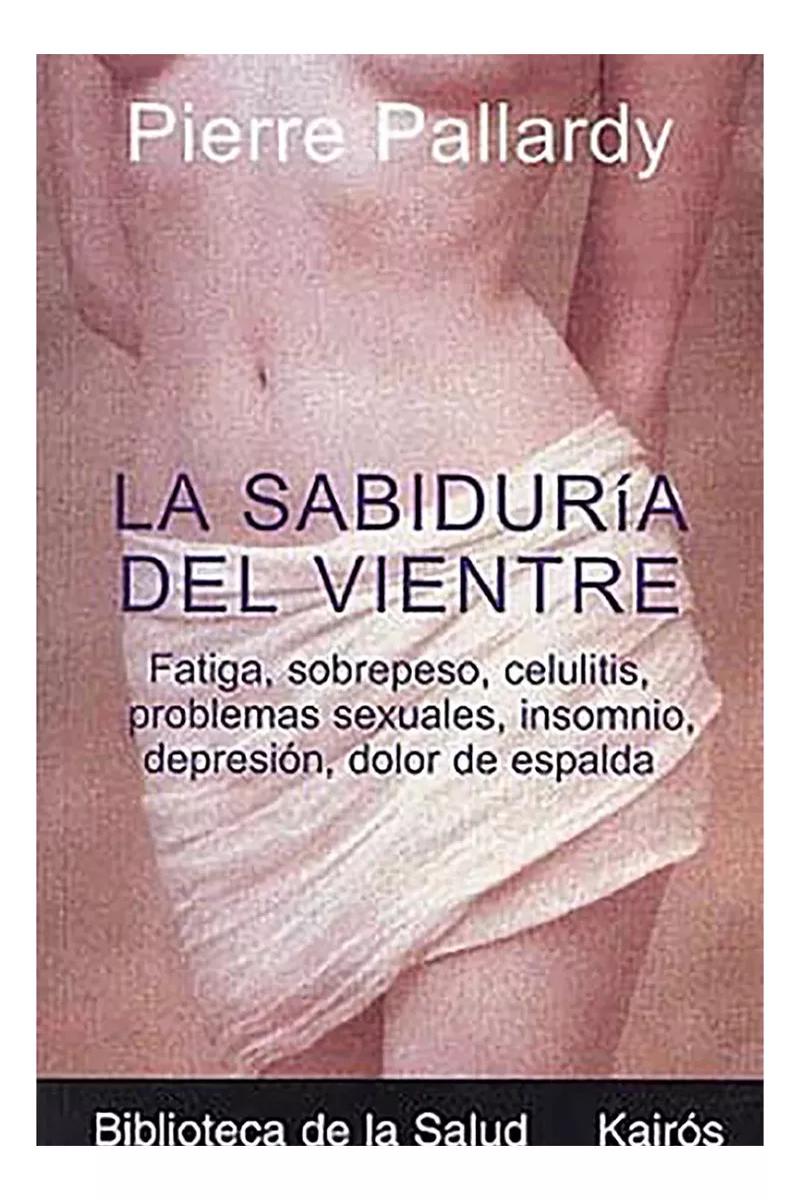 Pierre Pallardy
LA SABIDURíA
DEL VIENTRE
Fatiga, sobrepeso, celulitis,
problemas sexuales, insomnio,
depresión, dolor de espalda
Biblioteca de la Salud Kairós